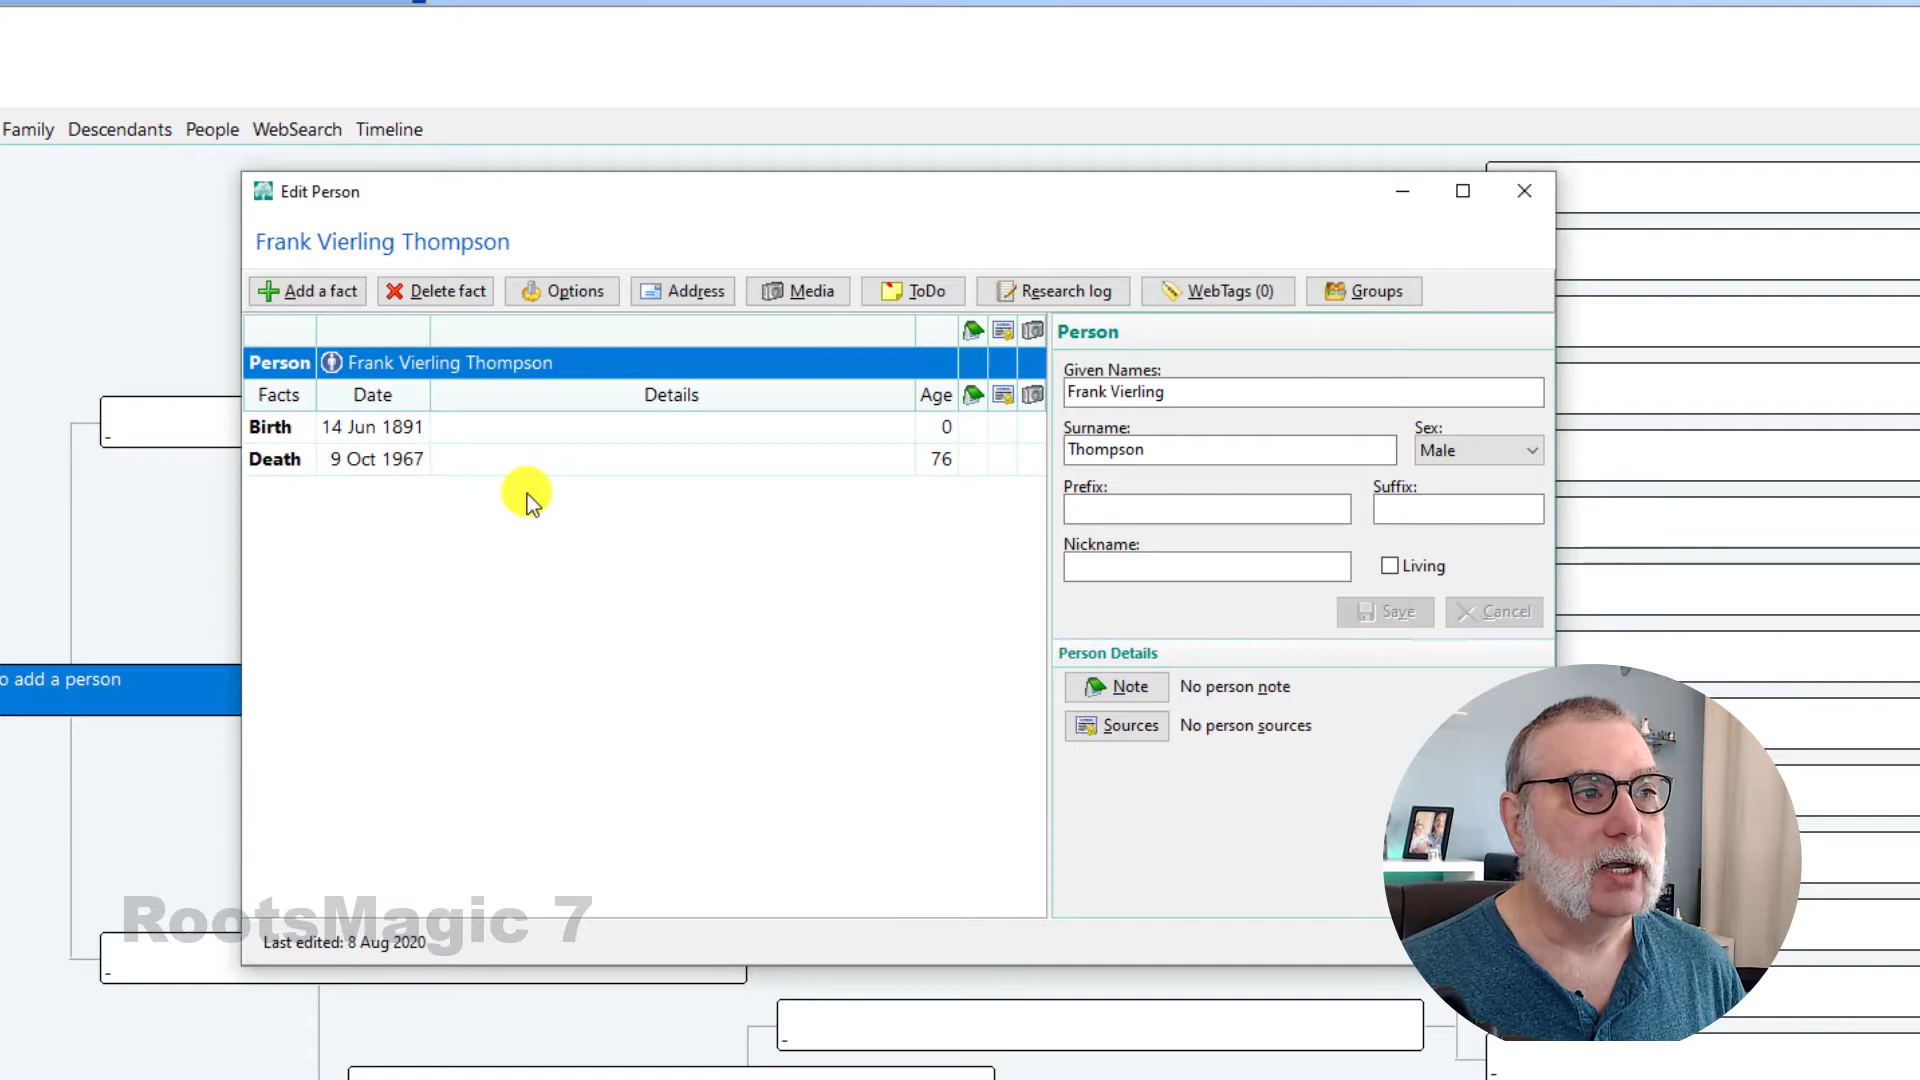 Family Descendants People WebSearch Timeline
Edit Person
Frank Vierling Thompson
Add a fact Delete fact Options Address Media ToDo Research log WebTags (0) Groups
Person Frank Vierling Thompson
Facts Date Details Age
Birth 14 Jun 1891 0
Death 9 Oct 1967 76
Person
Given Names:
Frank Vierling
Surname: Sex:
Thompson Male
Prefix: Suffix:
Nickname:
Living
Save Cancel
Person Details
Note No person note
Sources No person sources
o add a person
-
RootsMagic 7
Last edited: 8 Aug 2020
-
-
-